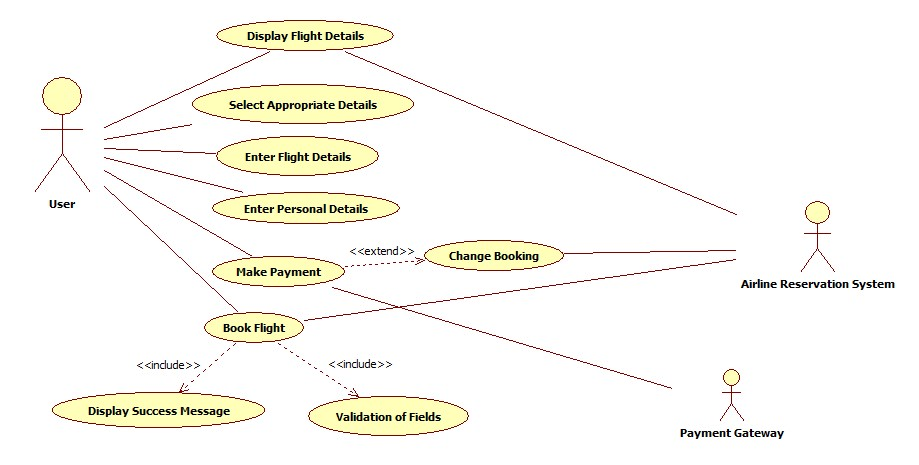 Display Flight Details
Select Appropriate Details
Enter Flight Details
User
Enter Personal Details
<<extend>>
Change Booking
Make Payment
Airline Reservation System
Book Flight
<<include>>
<<include>>
Display Success Message
Validation of Fields
Payment Gateway